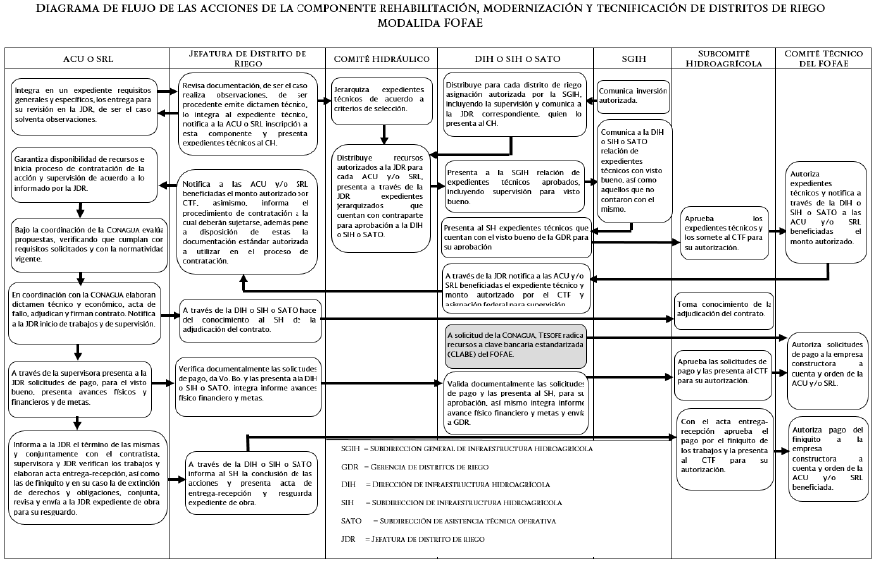 DIAGRAMA DE FLUJO DE LAS ACCIONES DE LA COMPONENTE REHABILITACIÓN, MODERNIZACIÓN Y TECNIFICACIÓN DE DISTRITOS DE RIEGO
MODALIDA FOFAE
ACU O SRL
JEFATURA DE DISTRITO DE
RIEGO
COMITÉ HIDRÁULICO
DIH O SIH O SATO
SGIH
SUBCOMITÉ
HIDROAGRÍCOLA
COMITÉ TÉCNICO
DEL FOFAE
Integra en un expediente requisitos
generales y específicos, los entrega para
su revisión en la JDR, de ser el caso
solventa observaciones.
Revisa documentación, de ser el caso
realiza observaciones, de ser
procedente emite dictamen técnico,
lo integra al expediente técnico,
notifica a la ACU o SRL inscripción a
esta componente y presenta
expedientes técnicos al CH.
Jerarquiza expedientes
técnicos de acuerdo a
criterios de selección.
Distribuye para cada distrito de riego
asignación autorizada por la SGIH,
incluyendo la supervisión y comunica a
la JDR correspondiente, quien lo
presenta al CH.
Comunica inversión
autorizada.
Comunica a la DIH
o SIH o SATO
relación de
expedientes
técnicos con visto
bueno, así como
aquellos que
no contaron con el
mismo.
Garantiza disponibilidad de recursos e
inicia proceso de contratación de la
acción y supervisión de acuerdo a lo
informado por la JDR.
Distribuye recursos
autorizados a la JDR para
cada ACU y/o SRL,
presenta a través de la
JDR expedientes
jerarquizados que
cuentan con contraparte
para aprobación a la DIH
o SIH o SATO.
Presenta a la SGIH relación de
expedientes técnicos aprobados,
incluyendo supervisión para visto
bueno.
Autoriza
expedientes
técnicos y notifica a
través de la DIH o
SIH o SATO a las
ACU y/o SRL
beneficiadas el
monto autorizado.
Notifica a las ACU y/o SRL
beneficiadas el monto autorizado por
CTF, asimismo, informa el
procedimiento de contratación a la
cual deberán sujetarse, además pone
a disposición de estas la
documentación estándar autorizada
a utilizar en el proceso de
contratación.
Bajo la coordinación de la CONAGUA evalúa
propuestas, verificando que cumplan con
requisitos solicitados y con la normatividad
vigente.
Presenta al SH expedientes técnicos que
cuentan con el visto bueno de la GDR para
su aprobación
Aprueba los
expedientes técnicos y
los somete al CTF para
su autorización.
A través de la JDR notifica a las ACU y/o
SRL beneficiadas el expediente técnico y
monto autorizado por el CTF y
asignación federal para supervisión.
En coordinación con la CONAGUA elaboran
dictamen técnico y económico, acta de
fallo, adjudican y firman contrato. Notifica
a la JDR inicio de trabajos y de supervisión.
A través de la DIH o SIH o SATO hace
del conocimiento al SH de la
adjudicación del contrato.
Toma conocimiento de la
adjudicación del contrato.
A solicitud de la CONAGUA, TESOFE radica
recursos a clave bancaria estandarizada
(CLABE) del FOFAE.
Autoriza solicitudes
de pago a la empresa
constructora a
cuenta y orden de la
ACU y/o SRL.
A través de la supervisora presenta a la
JDR solicitudes de pago, para el visto
bueno, presenta avances físicos y
financieros y de metas.
Verifica documentalmente las solicitudes
de pago, da Vo. Bo. y las presenta a la DIH
o SIH o SATO, integra informe avances
físico financiero y metas.
Valida documentalmente las solicitudes
de pago y las presenta al SH, para su
aprobación, así mismo integra informe
avance físico financiero y metas y envía
a GDR.
Aprueba las solicitudes de
pago y las presenta al CTF
para su autorización.
Con el acta entrega-
recepción aprueba el
pago por el finiquito de
los trabajos y la presenta
al CTF para su
autorización.
Autoriza pago del
finiquito a la
empresa
constructora a
cuenta y orden de la
ACU y/o SRL
beneficiada.
Informa a la JDR el término de las mismas
y conjuntamente con el contratista,
supervisora y JDR verifican los trabajos y
elaboran acta entrega-recepción, así como
las de finiquito y en su caso la de extinción
de derechos y obligaciones, conjunta,
revisa y envía a la JDR expediente de obra
para su resguardo.
A través de la DIH o SIH o SATO
informa al SH la conclusión de las
acciones y presenta acta de
entrega-recepción y resguarda
expediente de obra.
SGIH = SUBDIRECCIÓN GENERAL DE INFRAESTRUCTURA HIDROAGRÍCOLA
GDR = GERENCIA DE DISTRITOS DE RIEGO
DIH = DIRECCIÓN DE INFRAESTRUCTURA HIDROAGRÍCOLA
SIH = SUBDIRECCIÓN DE INFRAESTRUCTURA HIDROAGRÍCOLA
SATO = SUBDIRECCIÓN DE ASISTENCIA TÉCNICA OPERATIVA
JDR = JEFATURA DE DISTRITO DE RIEGO